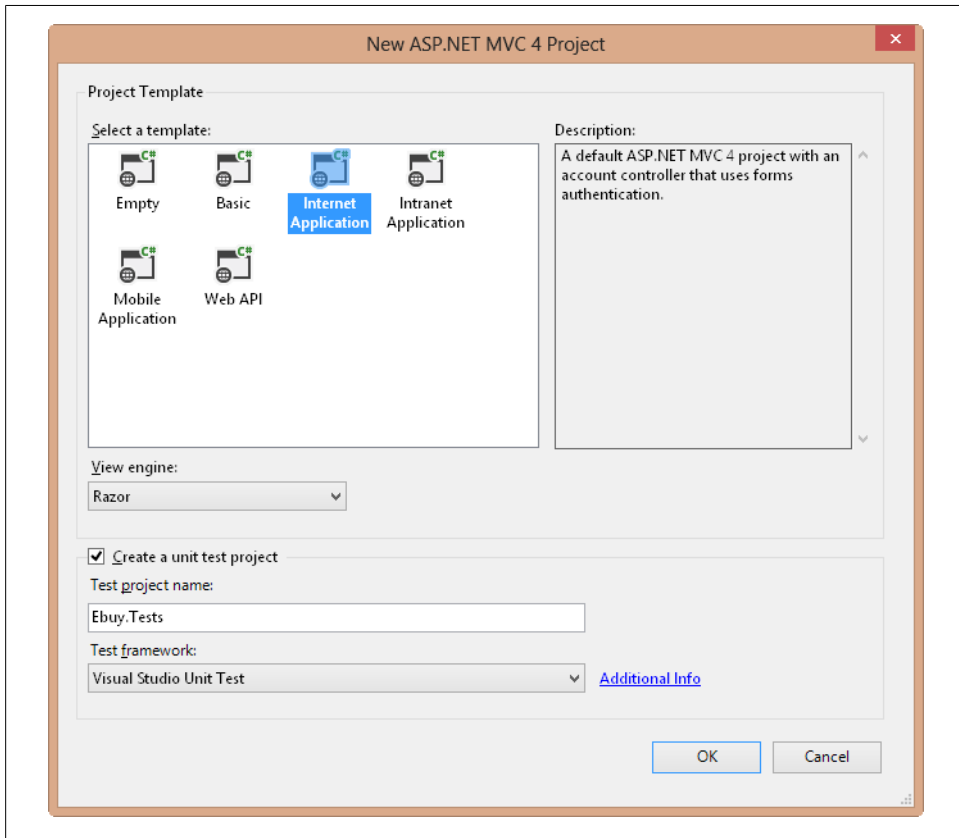 New ASP.NET MVC 4 Project
Project Template
Select a template:
C#
Empty
C#
Basic
C#
Internet
Application
C#
Intranet
Application
C#
Mobile
Application
C#
Web API
Description:
A default ASP.NET MVC 4 project with an
account controller that uses forms
authentication.
View engine:
Razor
Create a unit test project
Test project name:
Ebuy.Tests
Test framework:
Visual Studio Unit Test
Additional Info
OK
Cancel